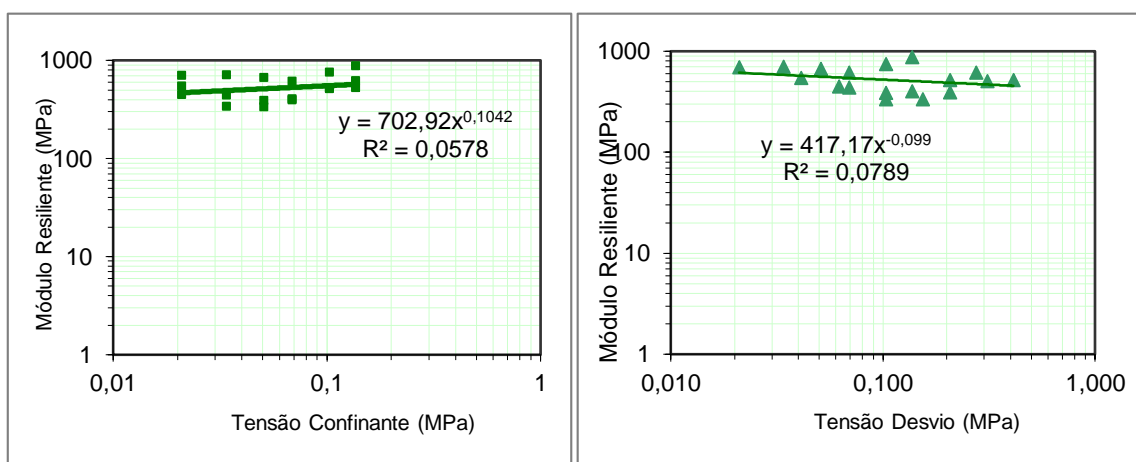 1000
100
10
1
0,01
0,1
1
Módulo Resiliente (MPa)
Tensão Confinante (MPa)
y = 702,92x^0,1042
R² = 0,0578
1000
100
10
1
0,010
0,100
1,000
Módulo Resiliente (MPa)
Tensão Desvio (MPa)
y = 417,17x^-0,099
R² = 0,0789